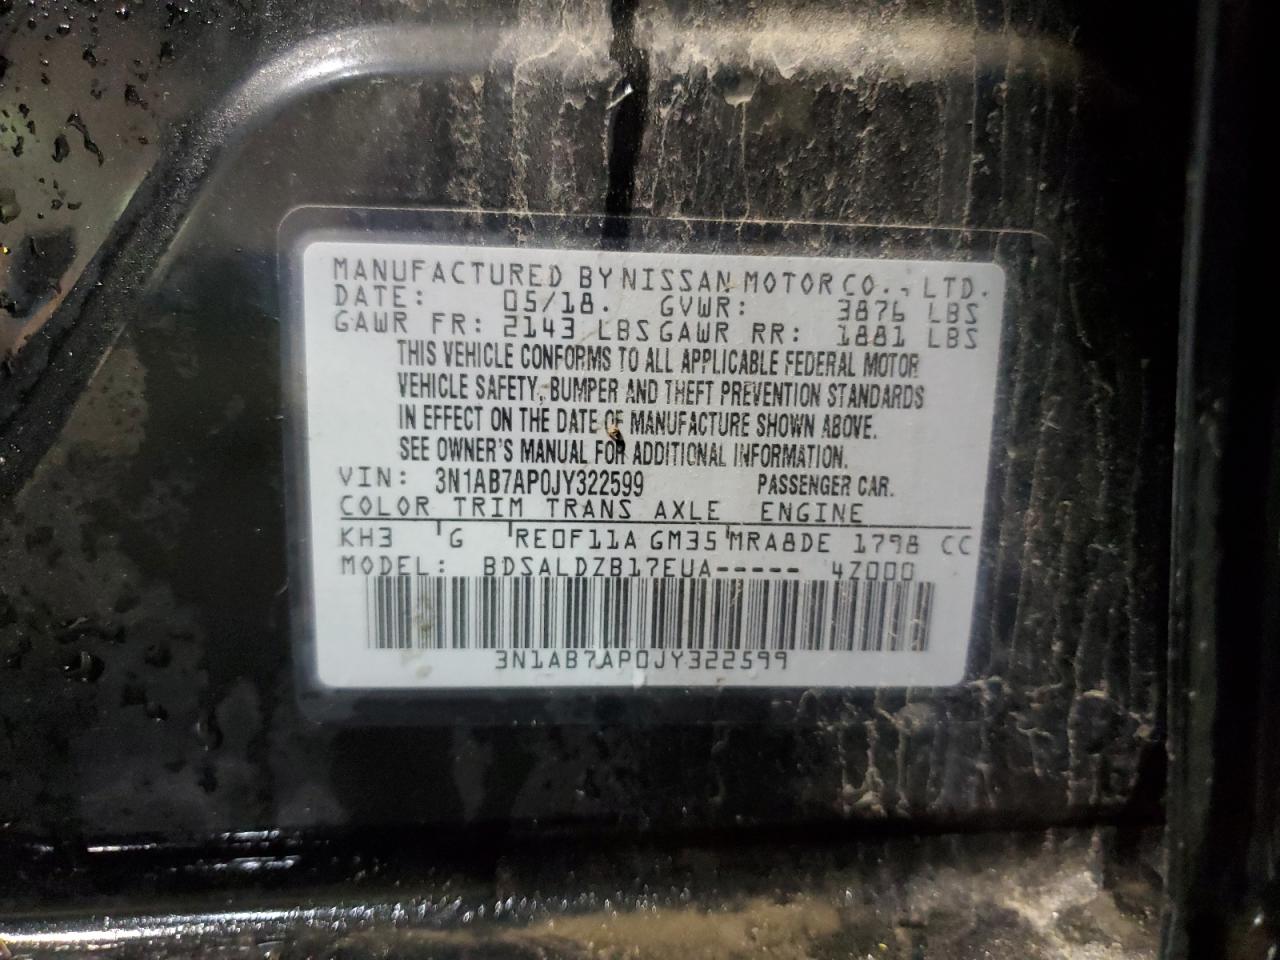 MANUFACTURED BY NISSAN MOTOR CO., LTD.
DATE: 05/18. GVWR: 3876 LBS
GAWR FR: 2143 LBS GAWR RR: 1881 LBS
THIS VEHICLE CONFORMS TO ALL APPLICABLE FEDERAL MOTOR
VEHICLE SAFETY, BUMPER AND THEFT PREVENTION STANDARDS
IN EFFECT ON THE DATE OF MANUFACTURE SHOWN ABOVE.
SEE OWNER'S MANUAL FOR ADDITIONAL INFORMATION.
VIN: 3N1AB7AP0JY322599 PASSENGER CAR.
COLOR TRIM TRANS AXLE ENGINE
KH3 G RE0F11A GM35 MRA8DE 1798 CC
MODEL: BDSALDZB17EUA----- 4Z000
3N1AB7AP0JY322599